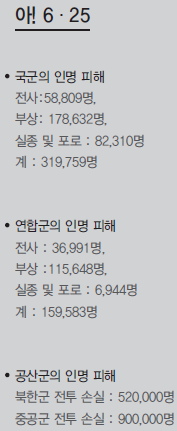 애! 6·25
• 국군의 인명 피해
전사:58,809명,
부상: 178,632명,
실종 및 포로 : 82,310명
계 : 319,759명
• 연합군의 인명 피해
전사 : 36,991명,
부상 :115,648명,
실종 및 포로 : 6,944명
계 : 159,583명
• 공산군의 인명 피해
북한군 전투 손실 : 520,000명
중공군 전투 손실 : 900,000명